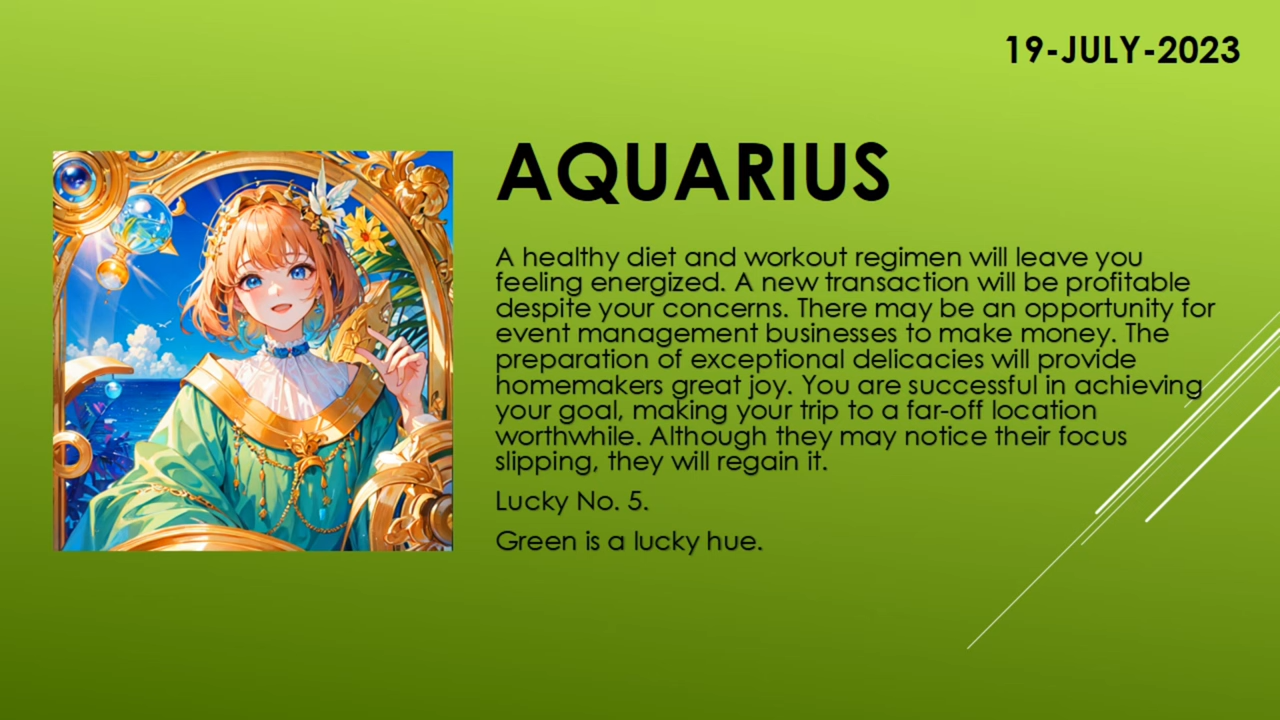 19-JULY-2023
AQUARIUS
A healthy diet and workout regimen will leave you
feeling energized. A new transaction will be profitable
despite your concerns. There may be an opportunity for
event management businesses to make money. The
preparation of exceptional delicacies will provide
homemakers great joy. You are successful in achieving
your goal, making your trip to a far-off location
worthwhile. Although they may notice their focus
slipping, they will regain it.
Lucky No. 5.
Green is a lucky hue.